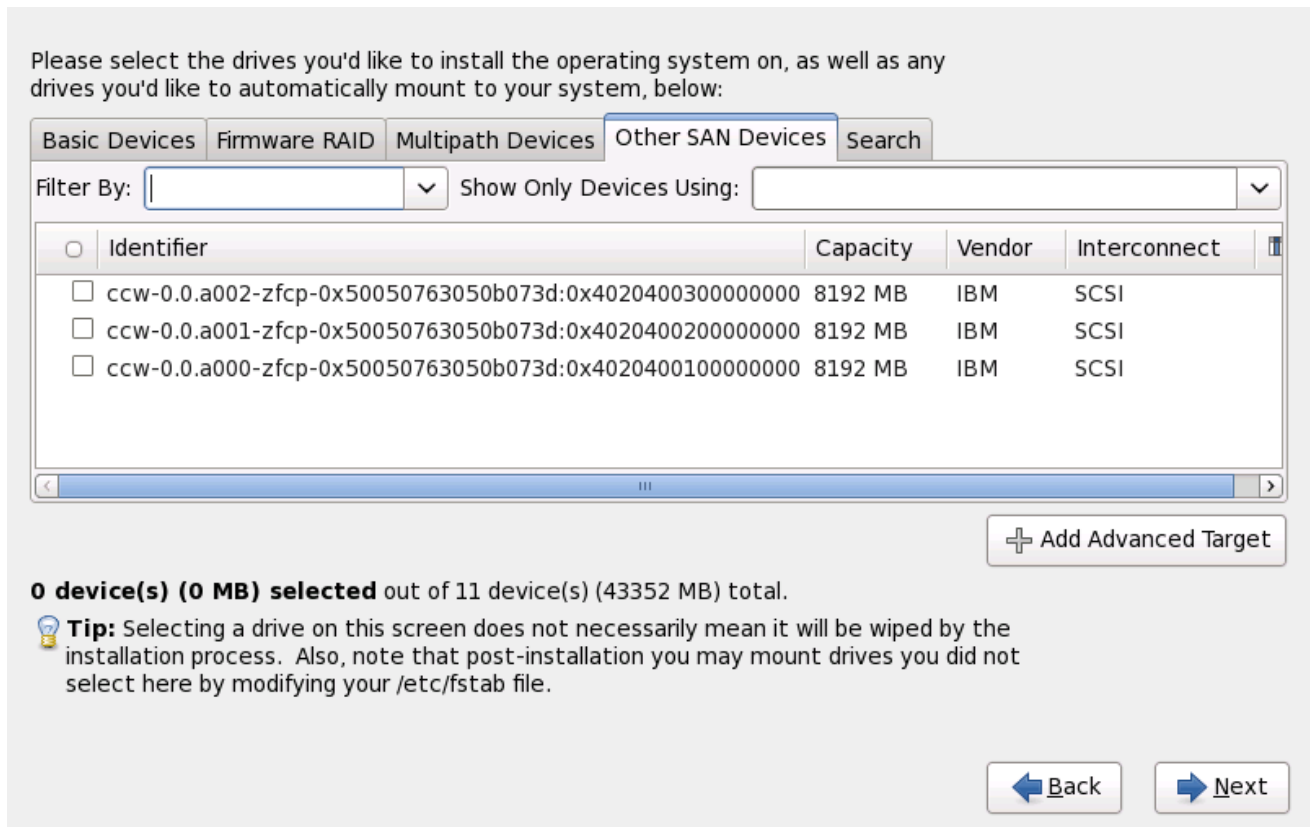 Please select the drives you'd like to install the operating system on, as well as any
drives you'd like to automatically mount to your system, below:
Basic Devices Firmware RAID Multipath Devices Other SAN Devices Search
Filter By: Show Only Devices Using:
Identifier Capacity Vendor Interconnect
ccw-0.0.a002-zfcp-0x50050763050b073d:0x4020400300000000 8192 MB IBM SCSI
ccw-0.0.a001-zfcp-0x50050763050b073d:0x4020400200000000 8192 MB IBM SCSI
ccw-0.0.a000-zfcp-0x50050763050b073d:0x4020400100000000 8192 MB IBM SCSI
Add Advanced Target
0 device(s) (0 MB) selected out of 11 device(s) (43352 MB) total.
Tip: Selecting a drive on this screen does not necessarily mean it will be wiped by the
installation process. Also, note that post-installation you may mount drives you did not
select here by modifying your /etc/fstab file.
Back Next